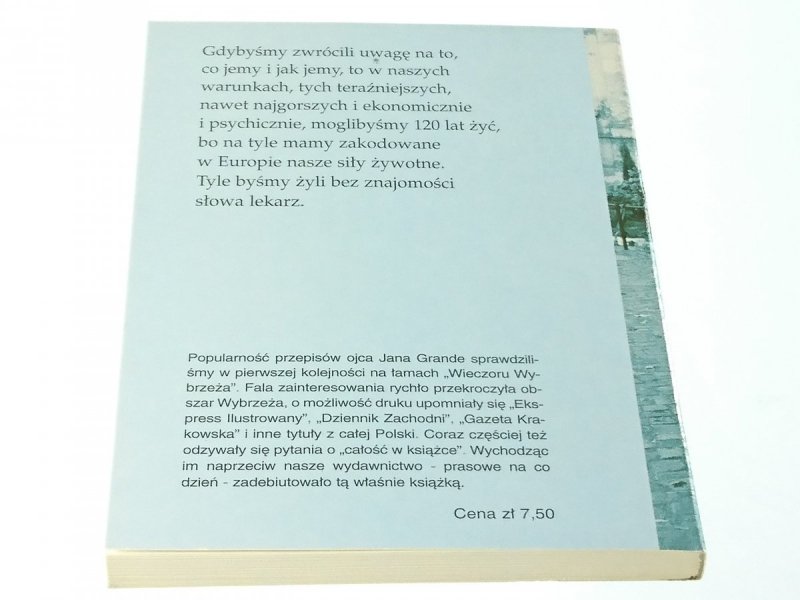 Gdybyśmy zwrócili uwagę na to,
co jemy i jak jemy, to w naszych
warunkach, tych teraźniejszych,
nawet najgorszych i ekonomicznie
i psychicznie, moglibyśmy 120 lat żyć,
bo na tyle mamy zakodowane
w Europie nasze siły żywotne.
Tyle byśmy żyli bez znajomości
słowa lekarz.
Popularność przepisów ojca Jana Grande sprawdzili-
śmy w pierwszej kolejności na łamach „Wieczoru Wy-
brzeża”. Fala zainteresowania rychło przekroczyła ob-
szar Wybrzeża, o możliwość druku upomniały się „Eks-
press Ilustrowany”, „Dziennik Zachodni”, „Gazeta Kra-
kowska” i inne tytuły z całej Polski. Coraz częściej też
odzywały się pytania o „całość w książce”. Wychodząc
im naprzeciw nasze wydawnictwo - prasowe na co
dzień - zadebiutowało tą właśnie książką.
Cena zł 7,50